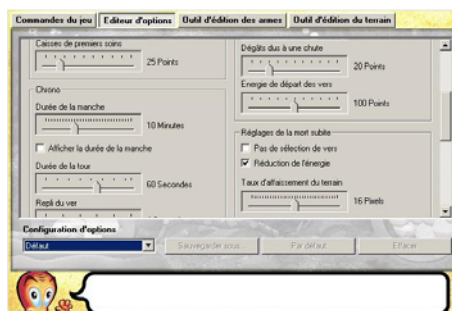 Commandes du jeu
Editeur d'options
Outil d'édition des armes
Outil d'édition du terrain
Caisses de premiers soins
25 Points
Chrono
Durée de la manche
10 Minutes
Afficher la durée de la manche
Durée de la tour
60 Secondes
Repli du ver
Dégâts dus à une chute
20 Points
Energie de départ des vers
100 Points
Réglages de la mort subite
Pas de sélection de vers
Réduction de l'énergie
Taux d'affaissement du terrain
16 Pixels
Configuration d'options
Défaut
Sauvegarder sous...
Par défaut
Effacer